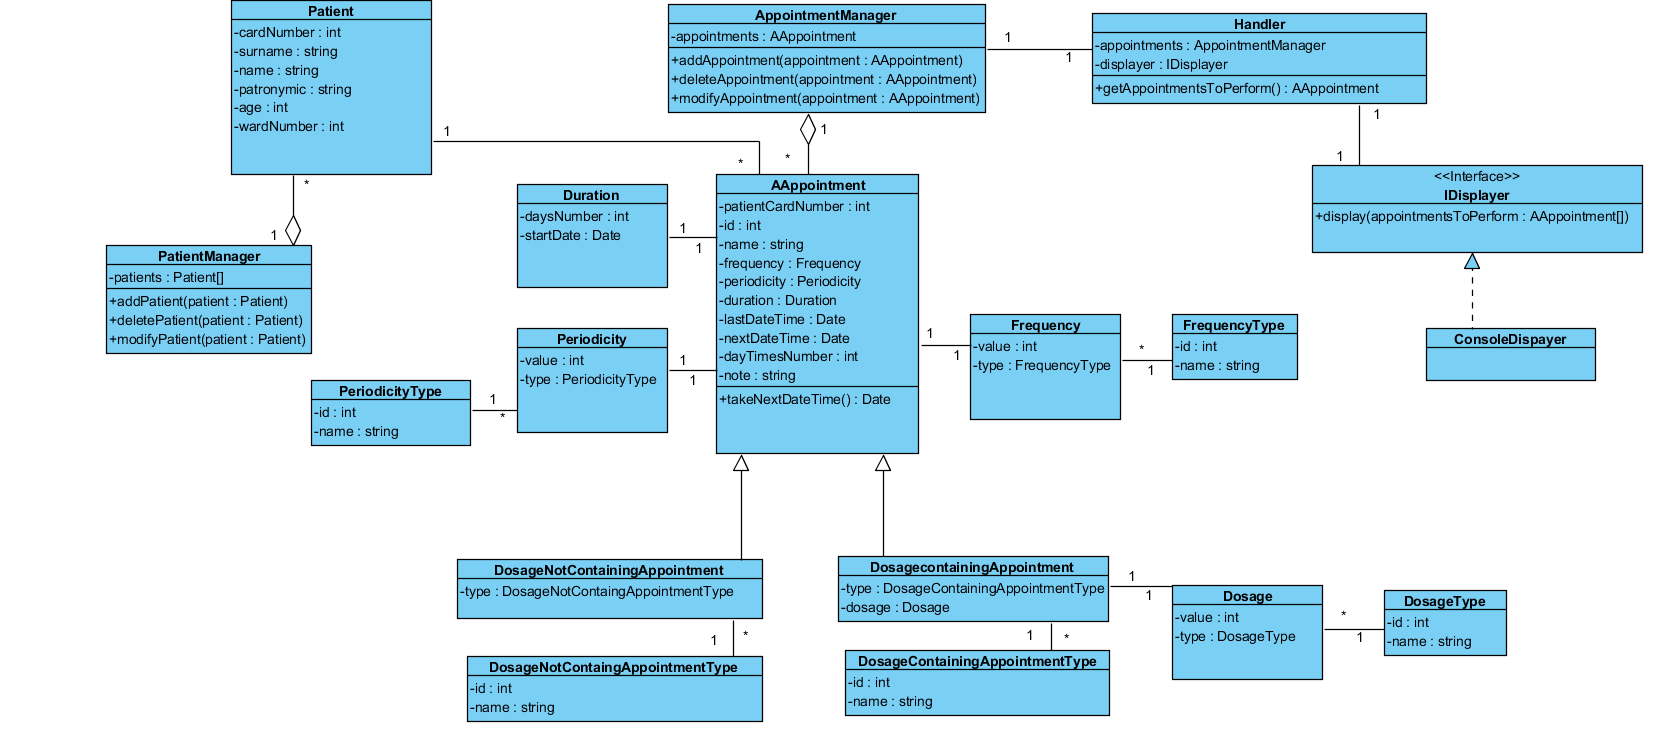 Patient
-cardNumber : int
-surname : string
-name : string
-patronymic : string
-age : int
-wardNumber : int
AppointmentManager
-appointments : AAppointment
+addAppointment(appointment : AAppointment)
+deleteAppointment(appointment : AAppointment)
+modifyAppointment(appointment : AAppointment)
1
1
Handler
-appointments : AppointmentManager
-displayer : IDisplayer
+getAppointmentsToPerform() : AAppointment
1
*
1
*
1
1
*
1
PatientManager
-patients : Patient[]
+addPatient(patient : Patient)
+deletePatient(patient : Patient)
+modifyPatient(patient : Patient)
Duration
-daysNumber : int
-startDate : Date
1
1
AAppointment
-patientCardNumber : int
-id : int
-name : string
-frequency : Frequency
-periodicity : Periodicity
-duration : Duration
-lastDateTime : Date
-nextDateTime : Date
-dayTimesNumber : int
-note : string
+takeNextDateTime() : Date
<<Interface>>
IDisplayer
+display(appointmentsToPerform : AAppointment[])
ConsoleDispayer
Periodicity
-value : int
-type : PeriodicityType
1
1
PeriodicityType
-id : int
-name : string
1
*
1
1
Frequency
-value : int
-type : FrequencyType
*
1
FrequencyType
-id : int
-name : string
DosageNotContainingAppointment
-type : DosageNotContaingAppointmentType
1
*
DosageNotContaingAppointmentType
-id : int
-name : string
DosagecontainingAppointment
-type : DosageContainingAppointmentType
-dosage : Dosage
1
*
DosageContainingAppointmentType
-id : int
-name : string
1
1
Dosage
-value : int
-type : DosageType
*
1
DosageType
-id : int
-name : string